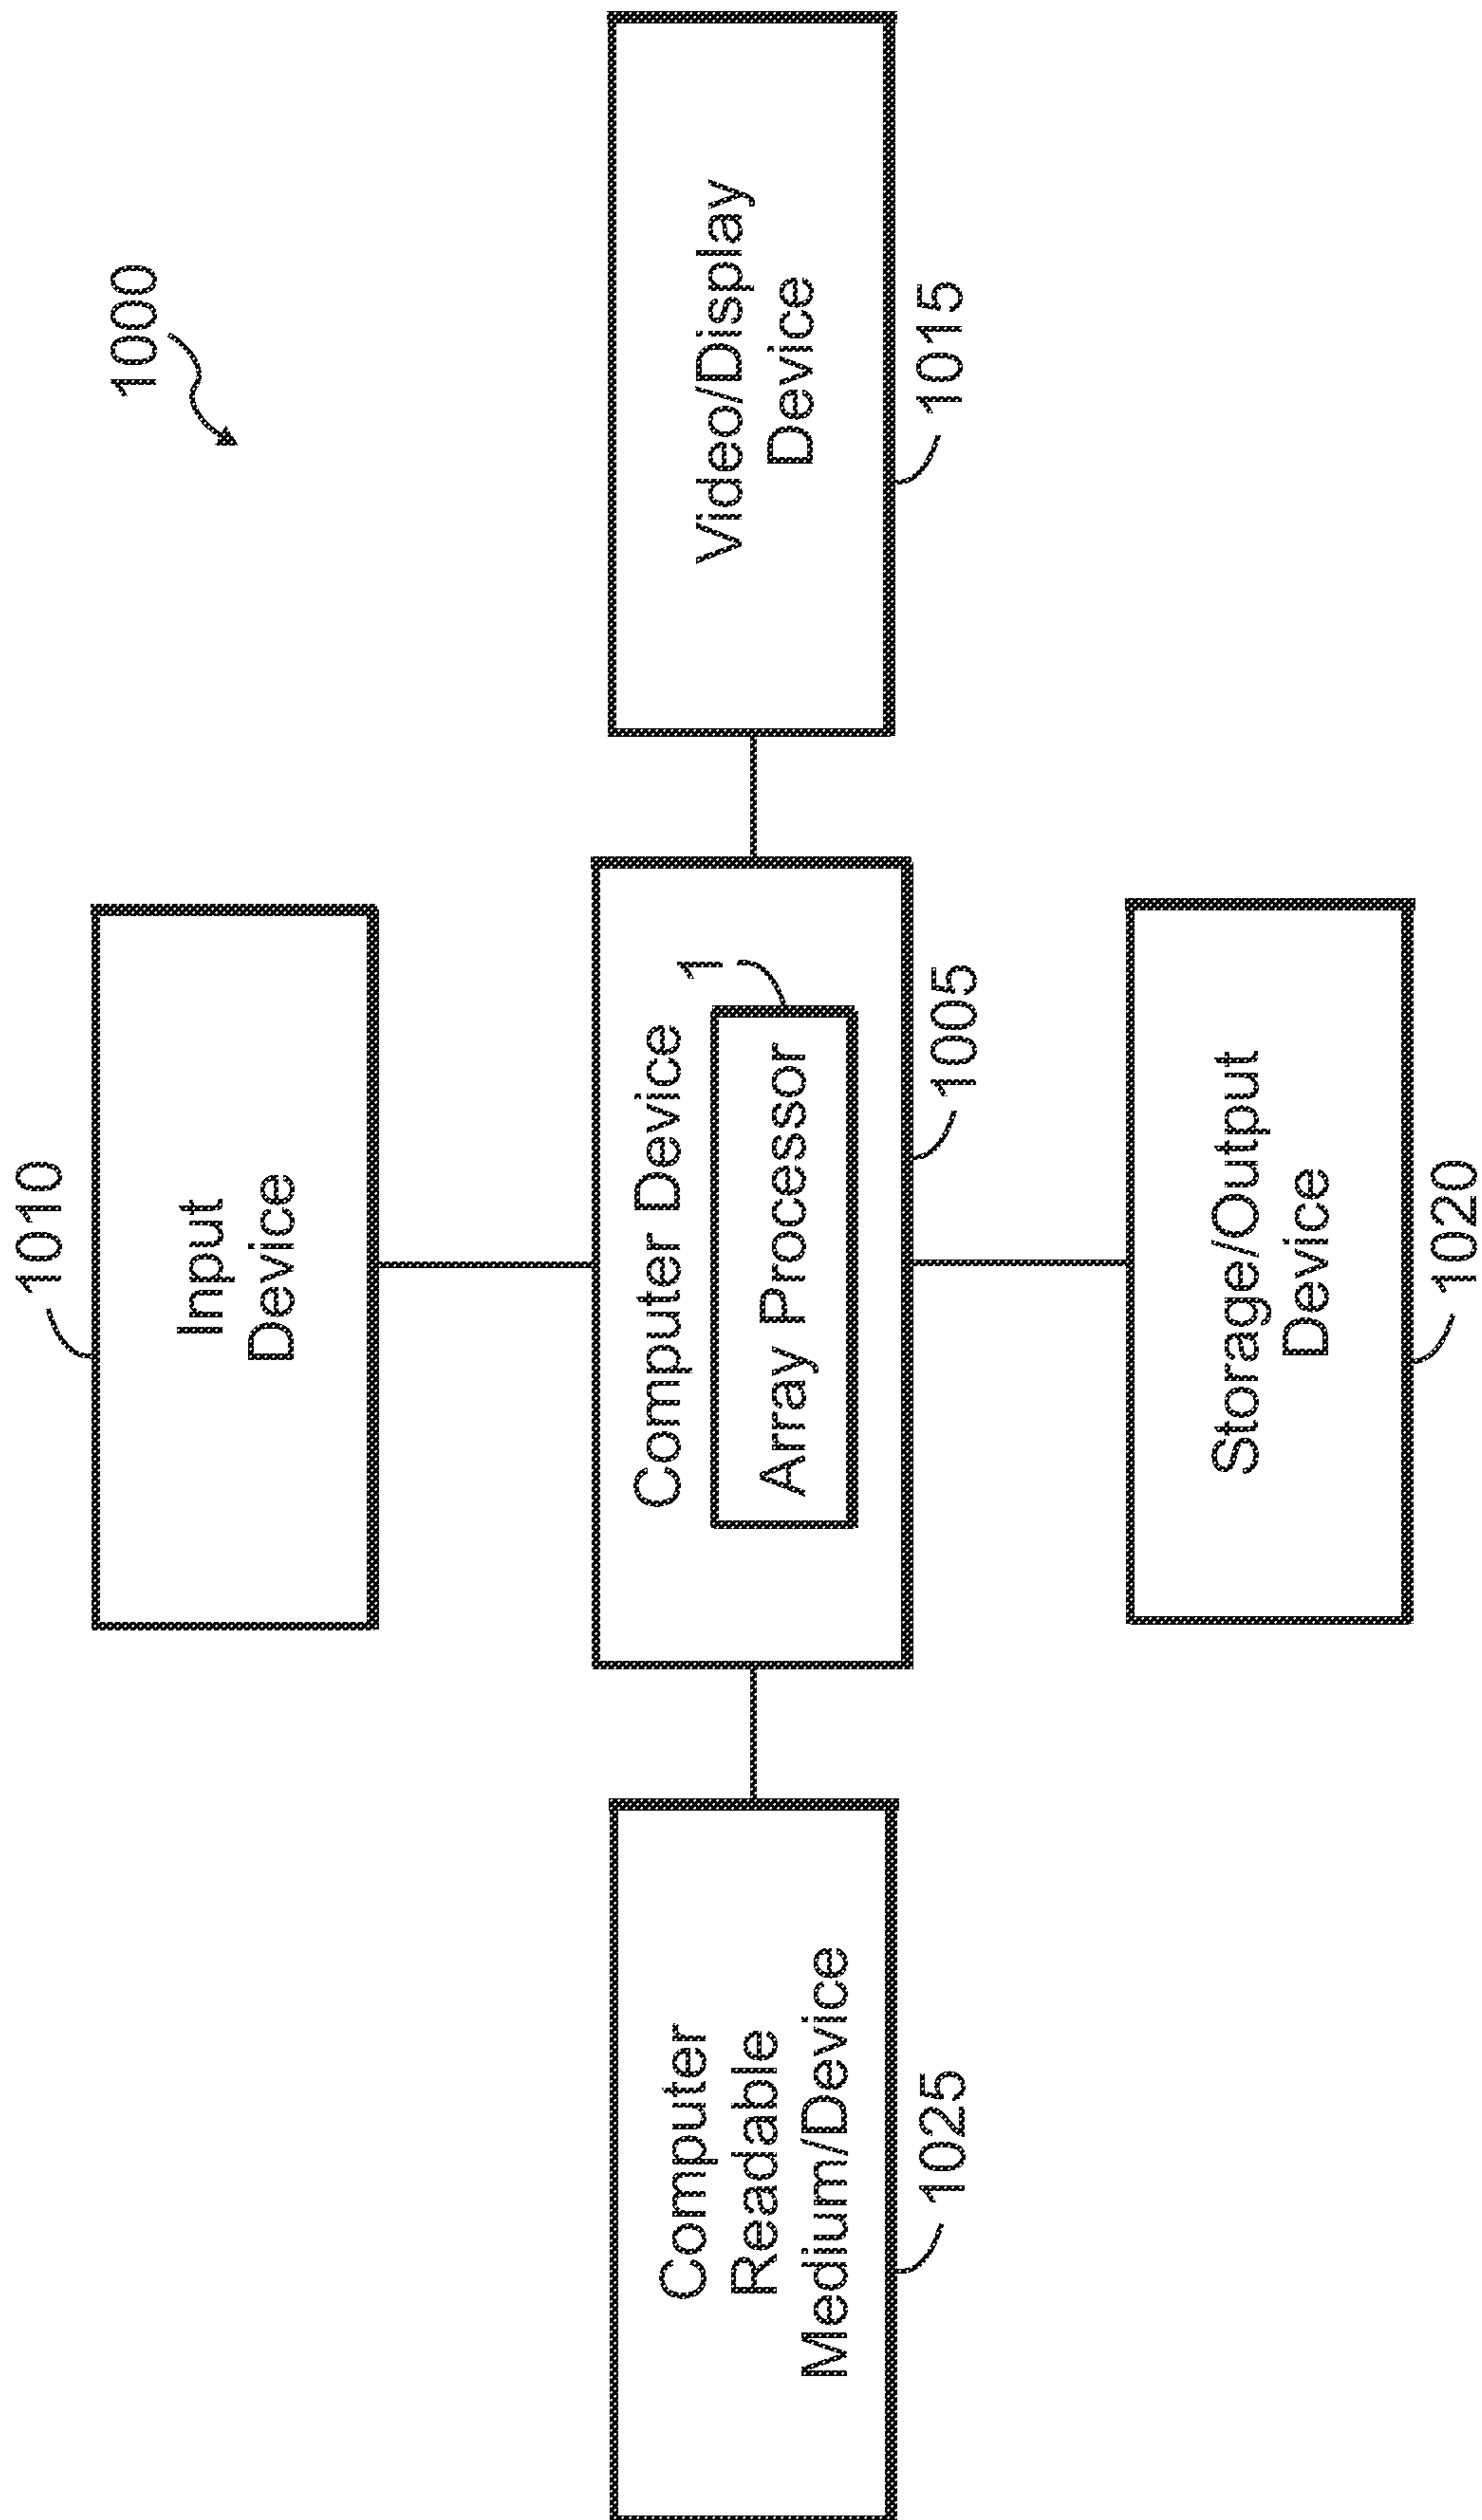 1000
1010
Input
Device
Computer
Readable
Medium/Device
1025
Computer Device
1
Array Processor
1005
Video/Display
Device
1015
Storage/Output
Device
1020